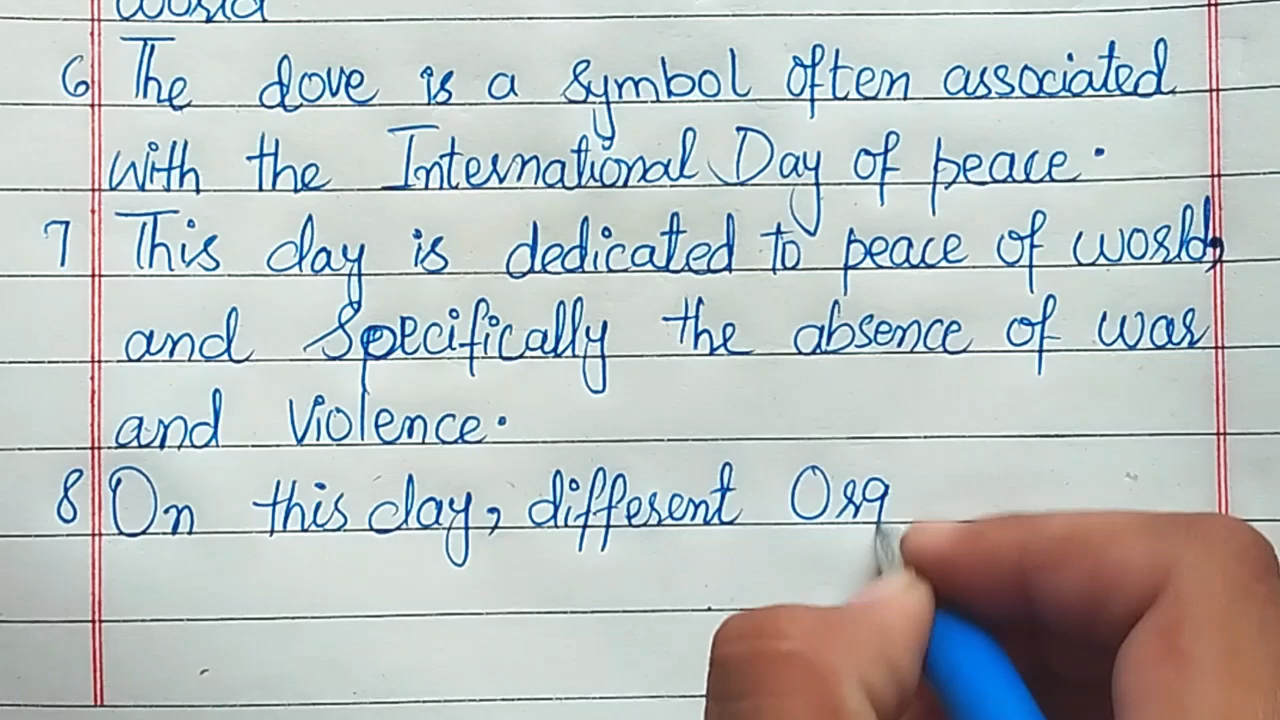 world
6 The dove is a symbol often associated
with the International Day of peace.
7 This day is dedicated to peace of world,
and specifically the absence of war
and violence.
8 On this day, different Org